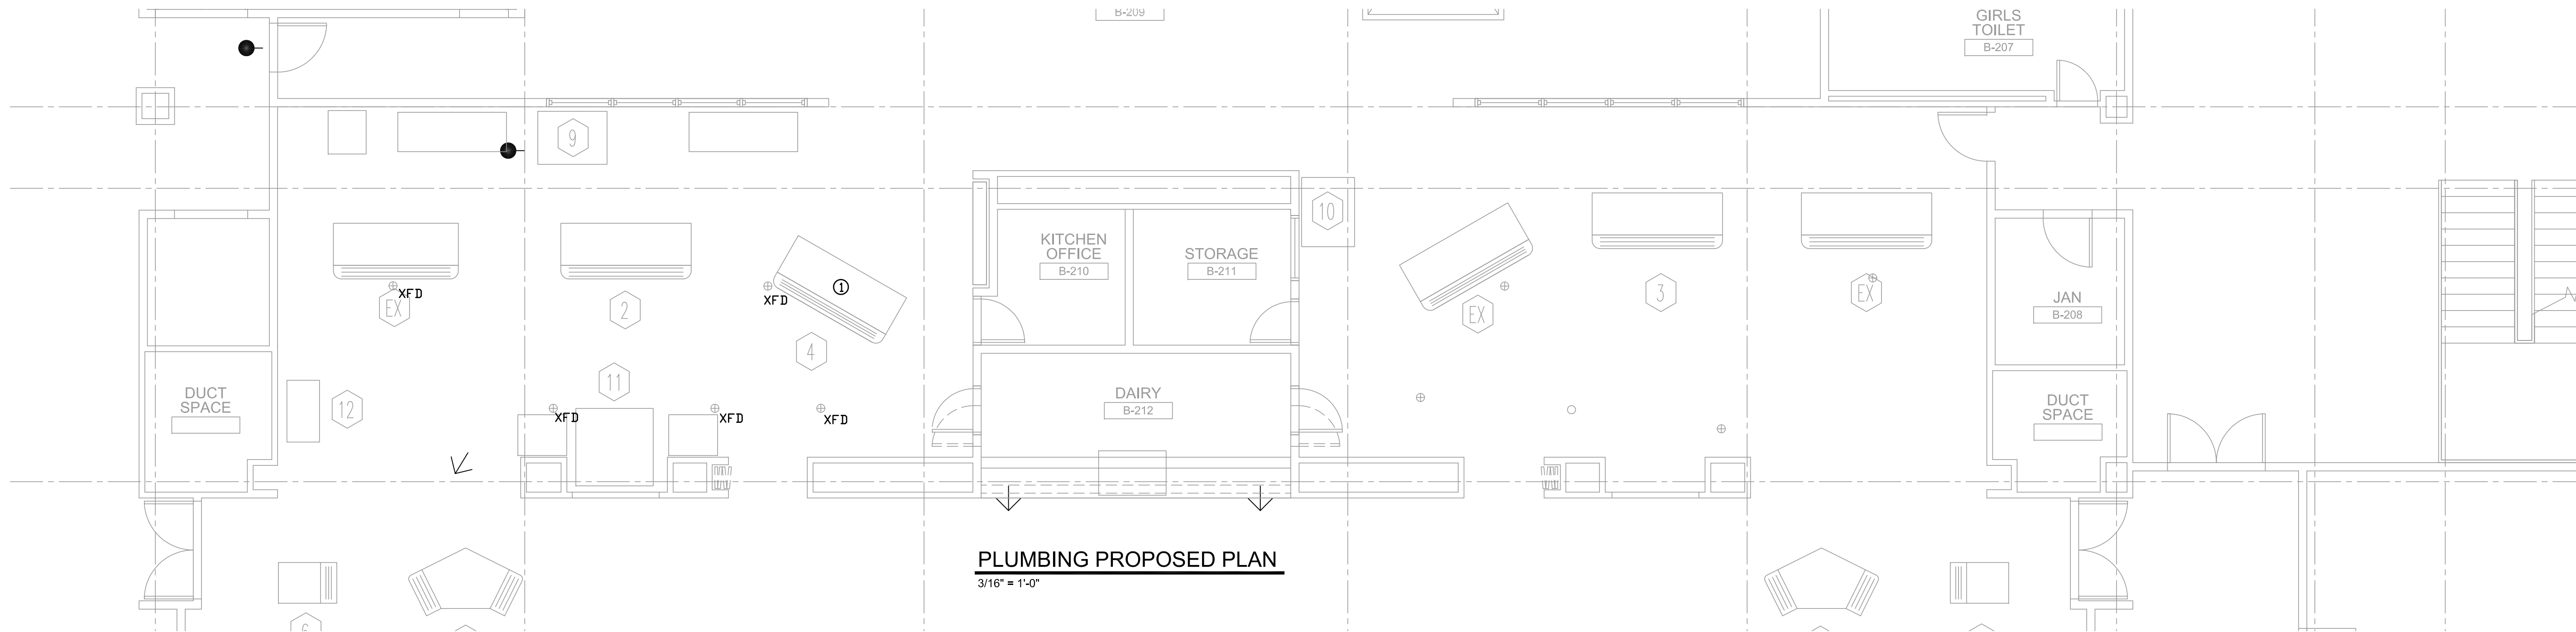 B-209
GIRLS
TOILET
B-207
9
10
KITCHEN
OFFICE
B-210
STORAGE
B-211
XFD
EX
2
XFD
1
4
EX
3
EX
JAN
B-208
11
DUCT
SPACE
12
XFD
XFD
XFD
DAIRY
B-212
DUCT
SPACE
PLUMBING PROPOSED PLAN
3/16" = 1'-0"